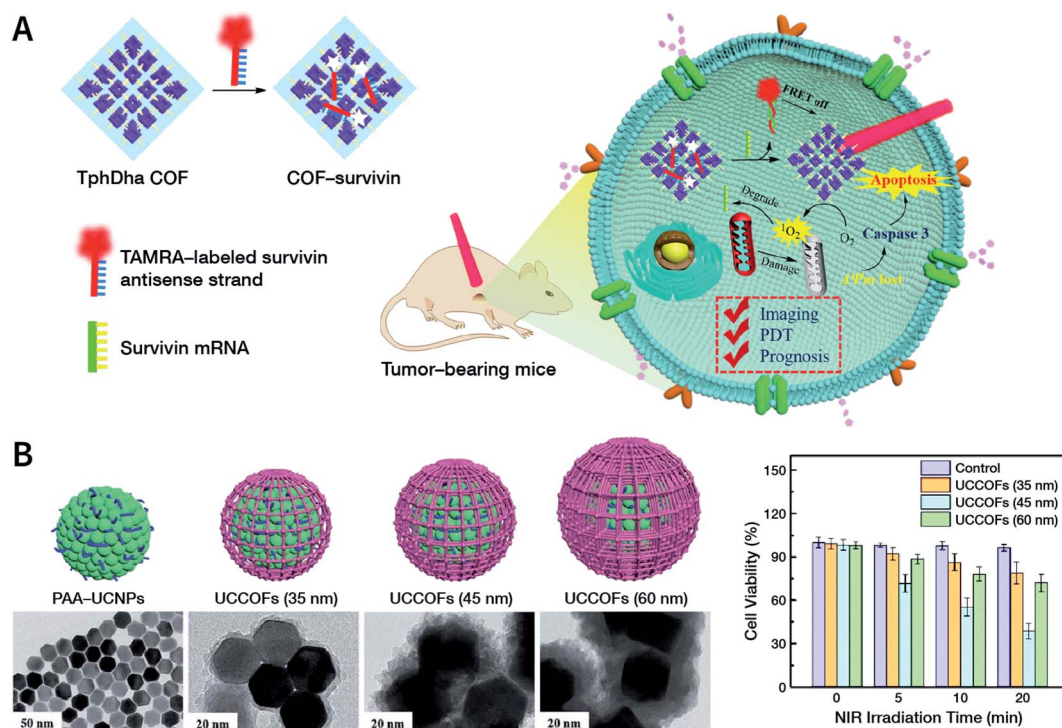 A
TphDha COF
COF–survivin
TAMRA–labeled survivin
antisense strand
Survivin mRNA
Tumor–bearing mice
FRET off
Apoptosis
Degrade
¹O₂
O₂
Caspase 3
Damage
ΔΨm lost
Imaging
PDT
Prognosis
B
PAA–UCNPs
UCCOFs (35 nm)
UCCOFs (45 nm)
UCCOFs (60 nm)
50 nm
20 nm
20 nm
20 nm
Cell Viability (%)
150
120
90
60
30
0
Control
UCCOFs (35 nm)
UCCOFs (45 nm)
UCCOFs (60 nm)
0 5 10 20
NIR Irradiation Time (min)